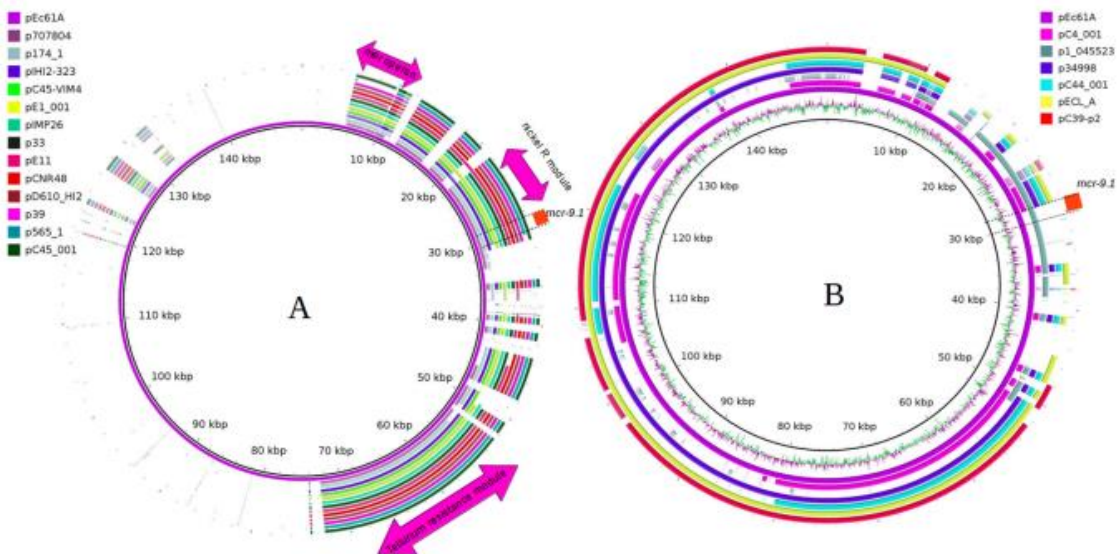 pEc61A
p707804
p174_1
pIHI2-323
pC45-VIM4
pE1_001
pIMP26
p33
pE11
pCNR48
pD610_HI2
p39
p565_1
pC45_001
nickel R module
mcr-9.1
Tellurum resistance module
10 kbp
20 kbp
30 kbp
40 kbp
50 kbp
60 kbp
70 kbp
80 kbp
90 kbp
100 kbp
110 kbp
120 kbp
130 kbp
140 kbp
A
pEc61A
pC4_001
p1_045523
p34998
pC44_001
pECL_A
pC39-p2
mcr-9.1
10 kbp
20 kbp
30 kbp
40 kbp
50 kbp
60 kbp
70 kbp
80 kbp
90 kbp
100 kbp
110 kbp
120 kbp
130 kbp
140 kbp
B